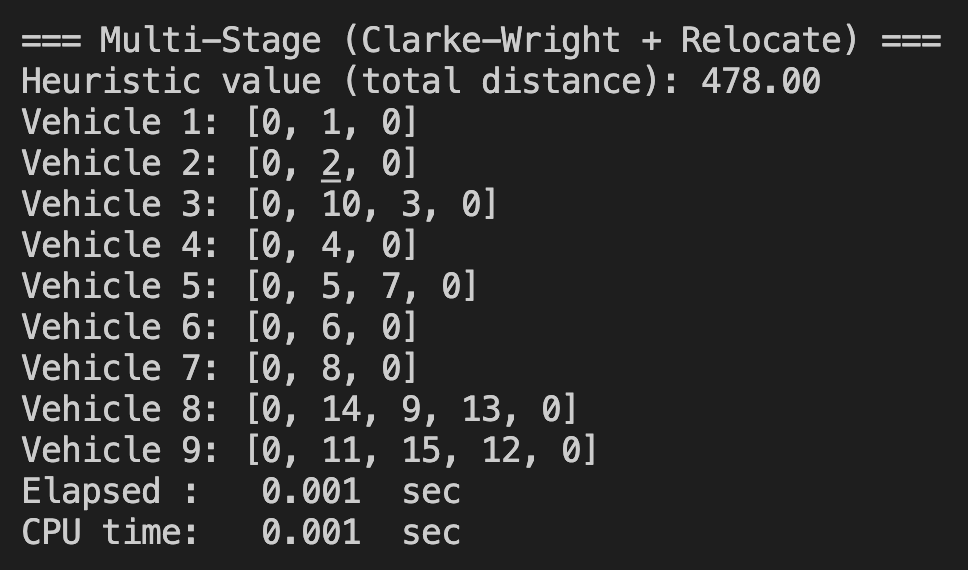 === Multi-Stage (Clarke-Wright + Relocate) ===
Heuristic value (total distance): 478.00
Vehicle 1: [0, 1, 0]
Vehicle 2: [0, 2, 0]
Vehicle 3: [0, 10, 3, 0]
Vehicle 4: [0, 4, 0]
Vehicle 5: [0, 5, 7, 0]
Vehicle 6: [0, 6, 0]
Vehicle 7: [0, 8, 0]
Vehicle 8: [0, 14, 9, 13, 0]
Vehicle 9: [0, 11, 15, 12, 0]
Elapsed :   0.001  sec
CPU time:   0.001  sec